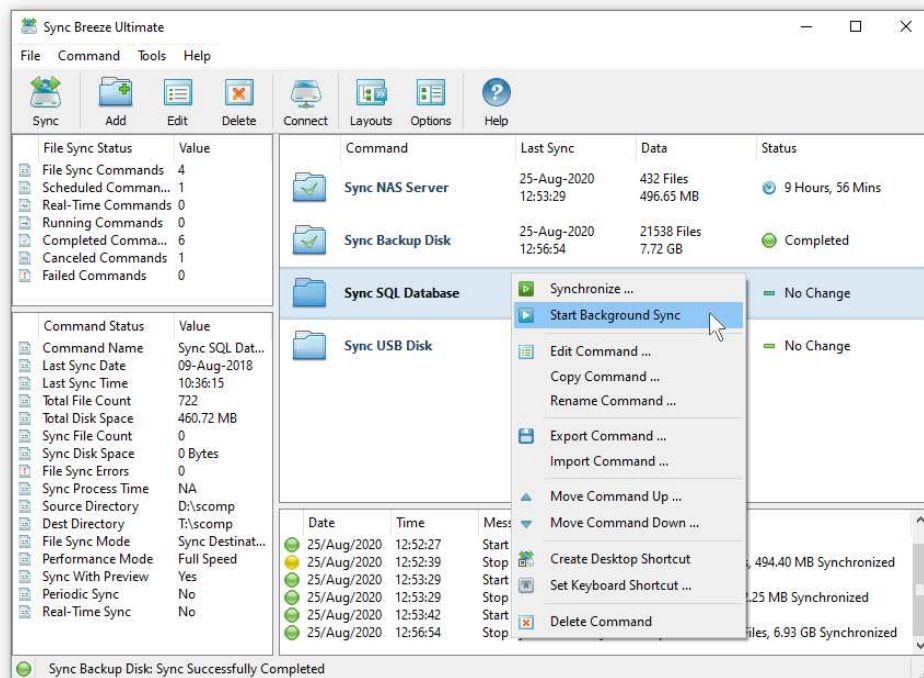 Sync Breeze Ultimate
File Command Tools Help
Sync Add Edit Delete Connect Layouts Options Help
File Sync Status Value
File Sync Commands 4
Scheduled Comman... 1
Real-Time Commands 0
Running Commands 0
Completed Comma... 6
Canceled Commands 1
Failed Commands 0
Command Status Value
Command Name Sync SQL Dat...
Last Sync Date 09-Aug-2018
Last Sync Time 10:36:15
Total File Count 722
Total Disk Space 460.72 MB
Sync File Count 0
Sync Disk Space 0 Bytes
File Sync Errors 0
Sync Process Time NA
Source Directory D:\scomp
Dest Directory T:\scomp
File Sync Mode Sync Destinat...
Performance Mode Full Speed
Sync With Preview Yes
Periodic Sync No
Real-Time Sync No
Command Last Sync Data Status
Sync NAS Server 25-Aug-2020 12:53:29 432 Files 496.65 MB 9 Hours, 56 Mins
Sync Backup Disk 25-Aug-2020 12:56:54 21538 Files 7.72 GB Completed
Sync SQL Database No Change
Sync USB Disk No Change
Synchronize ...
Start Background Sync
Edit Command ...
Copy Command ...
Rename Command ...
Export Command ...
Import Command ...
Move Command Up ...
Move Command Down ...
Create Desktop Shortcut
Set Keyboard Shortcut ...
Delete Command
Date Time
25/Aug/2020 12:52:27 Start
25/Aug/2020 12:52:39 Stop 494.40 MB Synchronized
25/Aug/2020 12:53:29 Start
25/Aug/2020 12:53:29 Stop .25 MB Synchronized
25/Aug/2020 12:53:42 Start
25/Aug/2020 12:56:54 Stop iles, 6.93 GB Synchronized
Sync Backup Disk: Sync Successfully Completed